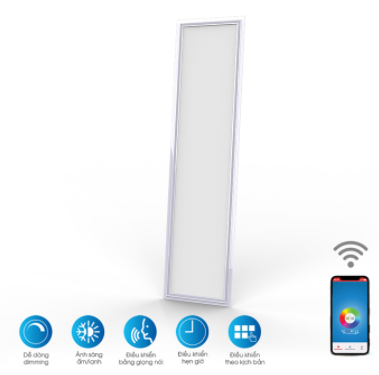 Dễ dàng
dimming
Ánh sáng
ấm/lạnh
Điều khiển
bằng giọng nói
Điều khiển
hẹn giờ
Điều khiển
theo kịch bản